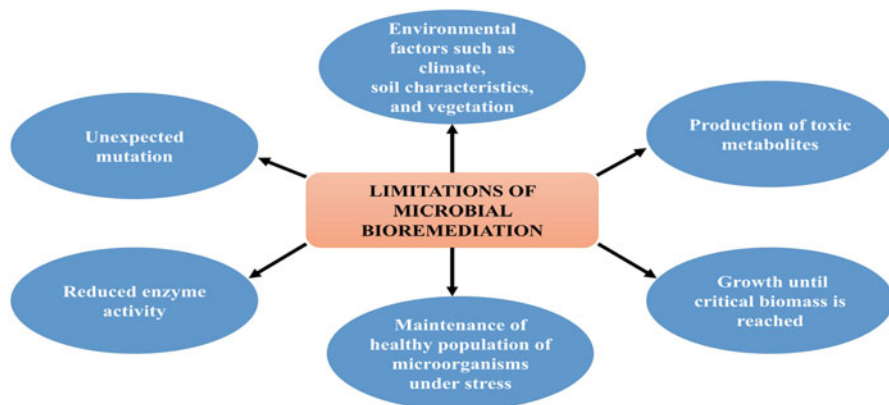 Environmental
factors such as
climate,
soil characteristics,
and vegetation
Unexpected
mutation
Production of toxic
metabolites
LIMITATIONS OF
MICROBIAL
BIOREMEDIATION
Reduced enzyme
activity
Growth until
critical biomass is
reached
Maintenance of
healthy population of
microorganisms
under stress